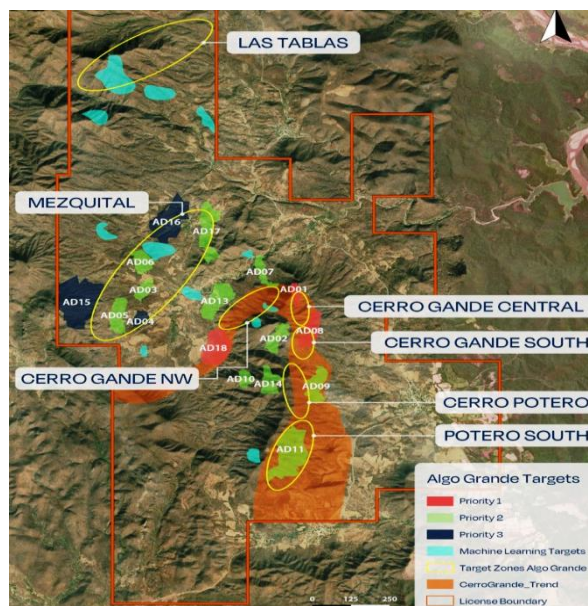 LAS TABLAS
MEZQUITAL
AD16
AD17
AD06
AD07
AD03
AD01
AD15
AD13
AD05
AD04
CERRO GANDE CENTRAL
AD08
AD02
CERRO GANDE SOUTH
AD18
CERRO GANDE NW
AD10
AD14
AD09
CERRO POTERO
POTERO SOUTH
AD11
Algo Grande Targets
Priority 1
Priority 2
Priority 3
Machine Learning Targets
Target Zones Algo Grande
CerroGrande_Trend
License Boundary
0 125 250